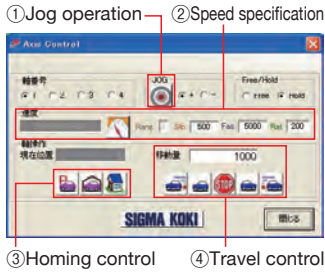 ①Jog operation ②Speed specification
Axis Control
軸番号 JOG Free/Hold
1 2 3 4 + - Free Hold
速度
Rans Slo 500 Fas 5000 Rat 200
軸操作
現在位置 移動量 1000
STOP
SIGMA KOKI 閉じる
③Homing control ④Travel control